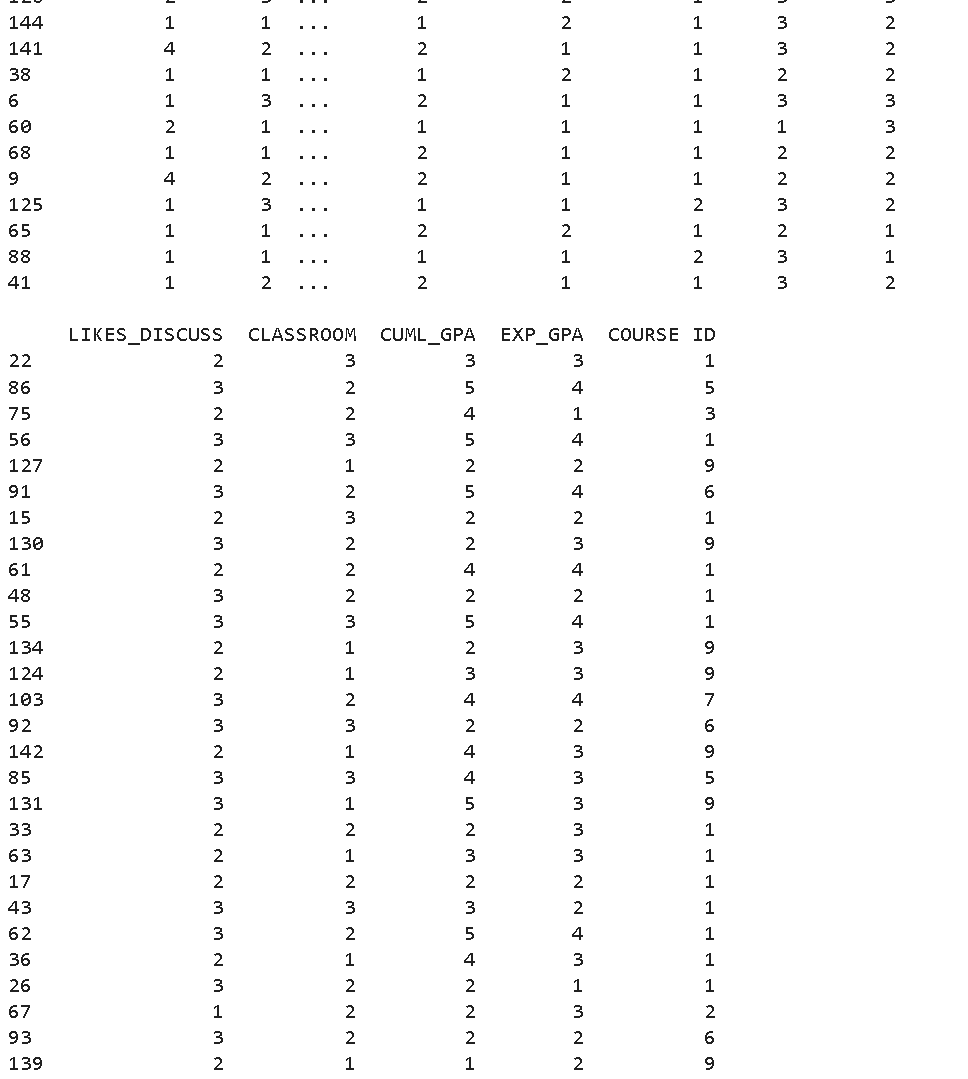 144 1 1 ... 1 2 1 3 2
141 4 2 ... 2 1 1 3 2
38 1 1 ... 1 2 1 2 2
6 1 3 ... 2 1 1 3 3
60 2 1 ... 1 1 1 1 3
68 1 1 ... 2 1 1 2 2
9 4 2 ... 2 1 1 2 2
125 1 3 ... 1 1 2 3 2
65 1 1 ... 2 2 1 2 1
88 1 1 ... 1 1 2 3 1
41 1 2 ... 2 1 1 3 2
LIKES_DISCUSS CLASSROOM CUML_GPA EXP_GPA COURSE ID
22 2 3 3 3 1
86 3 2 5 4 5
75 2 2 4 1 3
56 3 3 5 4 1
127 2 1 2 2 9
91 3 2 5 4 6
15 2 3 2 2 1
130 3 2 2 3 9
61 2 2 4 4 1
48 3 2 2 2 1
55 3 3 5 4 1
134 2 1 2 3 9
124 2 1 3 3 9
103 3 2 4 4 7
92 3 3 2 2 6
142 2 1 4 3 9
85 3 3 4 3 5
131 3 1 5 3 9
33 2 2 2 3 1
63 2 1 3 3 1
17 2 2 2 2 1
43 3 3 3 2 1
62 3 2 5 4 1
36 2 1 4 3 1
26 3 2 2 1 1
67 1 2 2 3 2
93 3 2 2 2 6
139 2 1 1 2 9